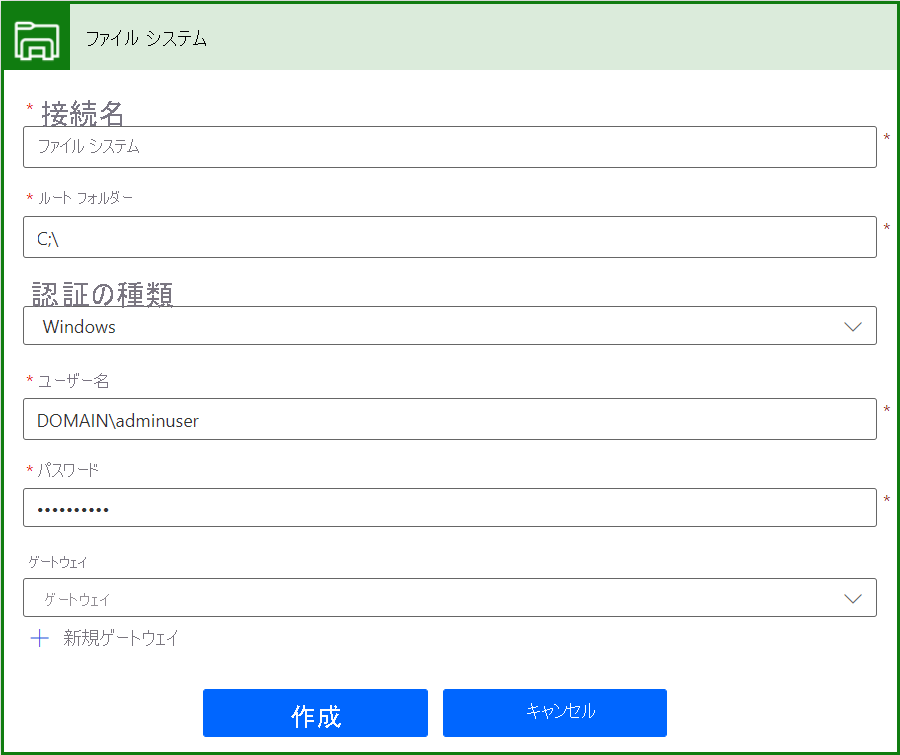 ファイル システム
* 接続名
ファイル システム *
* ルート フォルダー
C;\ *
認証の種類
Windows
* ユーザー名
DOMAIN\adminuser *
* パスワード
•••••••••• *
ゲートウェイ
ゲートウェイ
+ 新規ゲートウェイ
作成 キャンセル